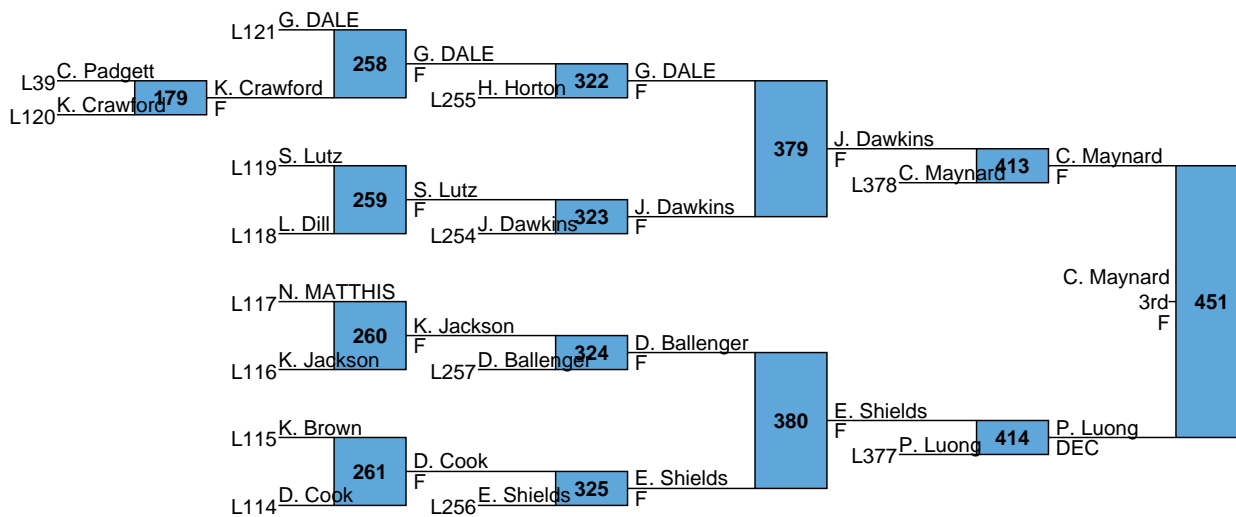 L121 G. DALE
258
G. DALE
F
L39 C. Padgett
179
K. Crawford
F
L120 K. Crawford
L255 H. Horton
322
G. DALE
F
379
J. Dawkins
F
L119 S. Lutz
259
S. Lutz
F
L118 L. Dill
L254 J. Dawkins
323
J. Dawkins
F
L378 C. Maynard
413
C. Maynard
F
C. Maynard
3rd
F
451
L117 N. MATTHIS
260
K. Jackson
F
L116 K. Jackson
L257 D. Ballenger
324
D. Ballenger
F
380
E. Shields
F
L115 K. Brown
261
D. Cook
F
L114 D. Cook
L256 E. Shields
325
E. Shields
F
L377 P. Luong
414
P. Luong
DEC